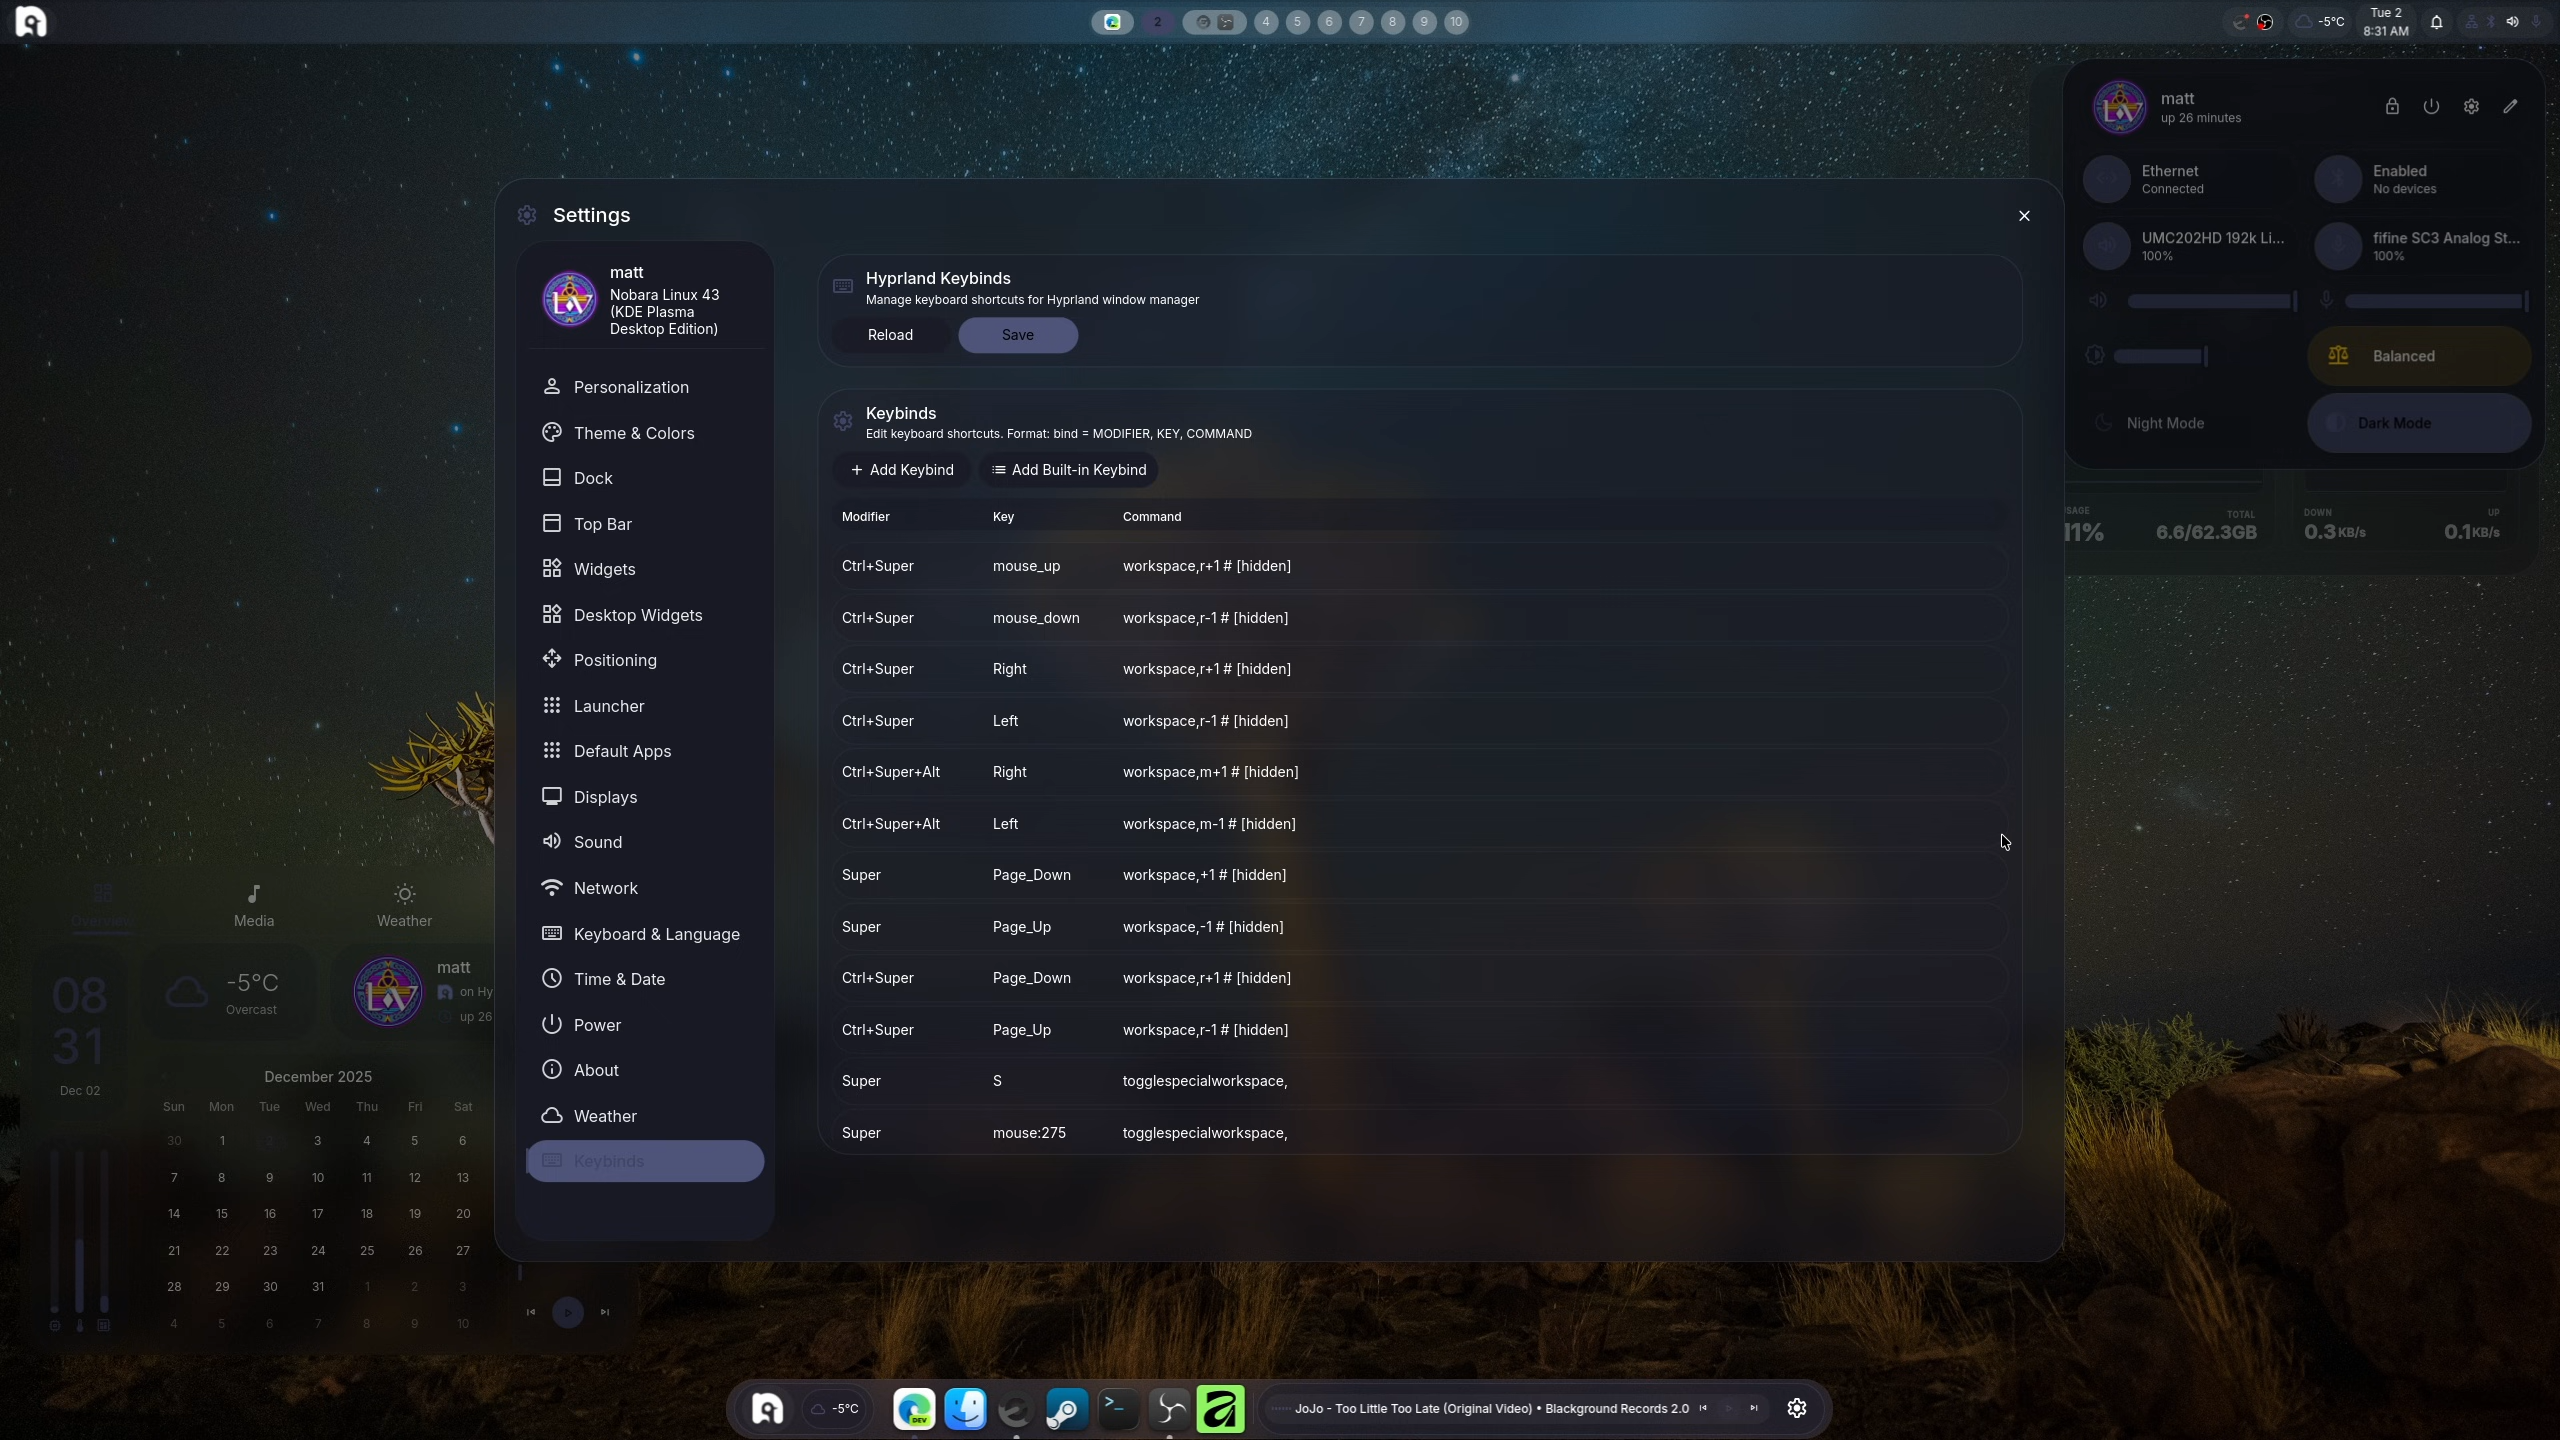 2
4 5 6 7 8 9 10
-5°C
Tue 2
8:31 AM
matt
up 26 minutes
Ethernet
Connected
Enabled
No devices
UMC202HD 192k Li...
100%
fifine SC3 Analog St...
100%
Balanced
Night Mode
Dark Mode
TOTAL
11%
6.6/62.3GB
DOWN
UP
0.3 KB/s
0.1 KB/s
Settings
matt
Nobara Linux 43
(KDE Plasma
Desktop Edition)
Personalization
Theme & Colors
Dock
Top Bar
Widgets
Desktop Widgets
Positioning
Launcher
Default Apps
Displays
Sound
Network
Keyboard & Language
Time & Date
Power
About
Weather
Keybinds
Hyprland Keybinds
Manage keyboard shortcuts for Hyprland window manager
Reload Save
Keybinds
Edit keyboard shortcuts. Format: bind = MODIFIER, KEY, COMMAND
+ Add Keybind Add Built-in Keybind
Modifier Key Command
Ctrl+Super mouse_up workspace,r+1 # [hidden]
Ctrl+Super mouse_down workspace,r-1 # [hidden]
Ctrl+Super Right workspace,r+1 # [hidden]
Ctrl+Super Left workspace,r-1 # [hidden]
Ctrl+Super+Alt Right workspace,m+1 # [hidden]
Ctrl+Super+Alt Left workspace,m-1 # [hidden]
Super Page_Down workspace,+1 # [hidden]
Super Page_Up workspace,-1 # [hidden]
Ctrl+Super Page_Down workspace,r+1 # [hidden]
Ctrl+Super Page_Up workspace,r-1 # [hidden]
Super S togglespecialworkspace,
Super mouse:275 togglespecialworkspace,
Overview
Media
Weather
08
31
Dec 02
-5°C
Overcast
matt
on Hy
up 26
December 2025
Sun Mon Tue Wed Thu Fri Sat
30 1 2 3 4 5 6
7 8 9 10 11 12 13
14 15 16 17 18 19 20
21 22 23 24 25 26 27
28 29 30 31 1 2 3
4 5 6 7 8 9 10
-5°C
DEV
JoJo - Too Little Too Late (Original Video) • Blackground Records 2.0